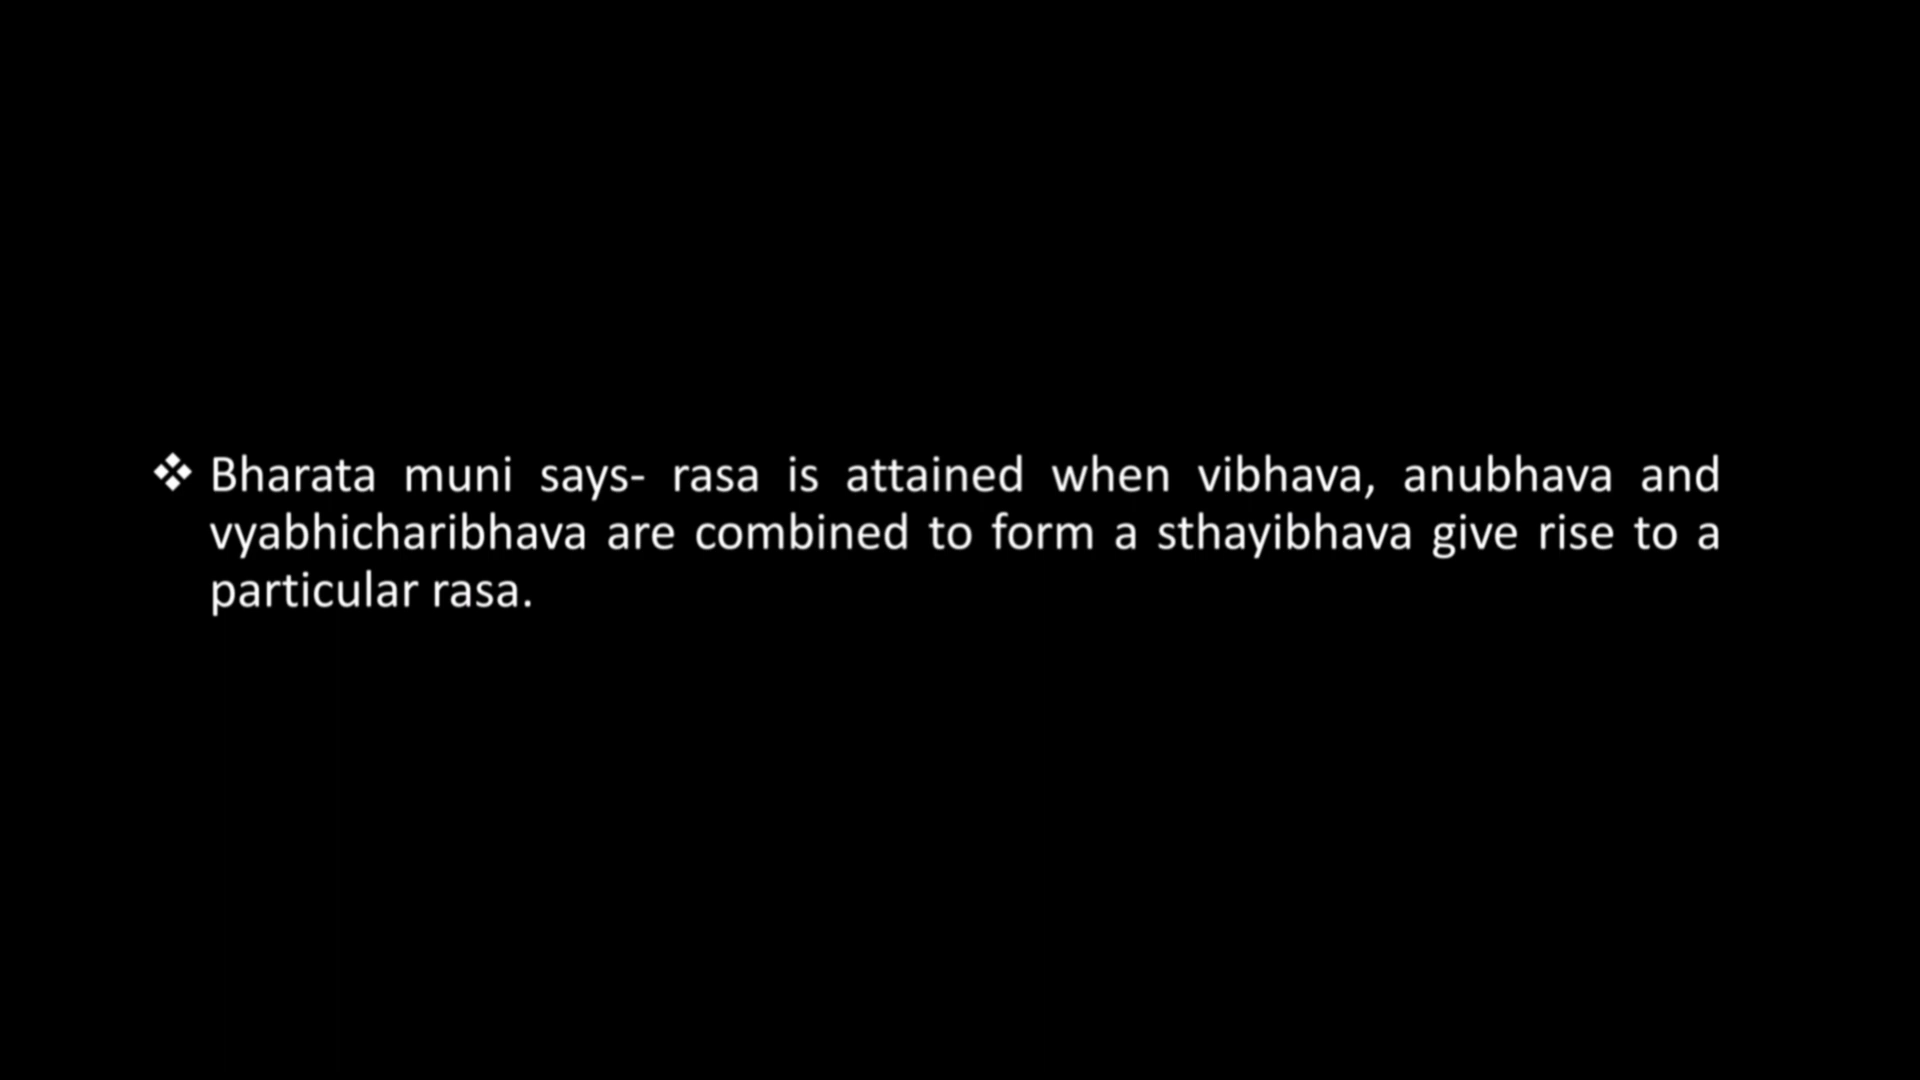 ❖ Bharata muni says- rasa is attained when vibhava, anubhava and
vyabhicharibhava are combined to form a sthayibhava give rise to a
particular rasa.